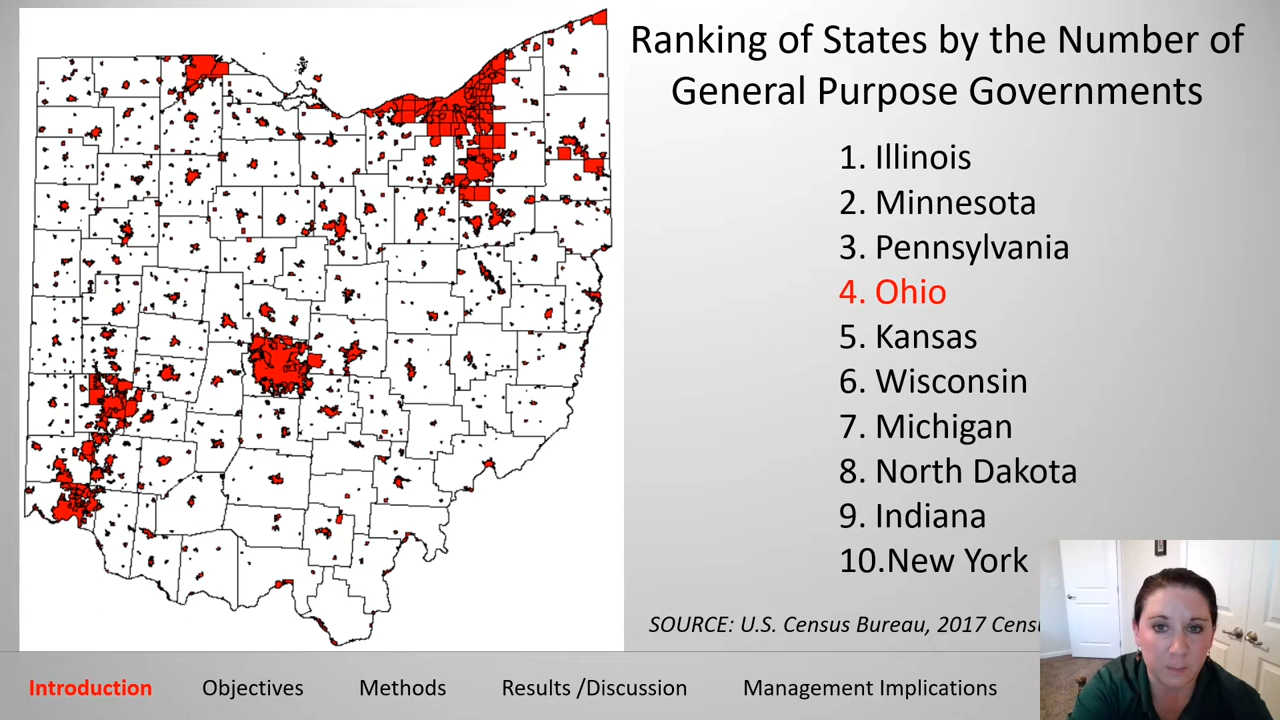 Ranking of States by the Number of
General Purpose Governments
1. Illinois
2. Minnesota
3. Pennsylvania
4. Ohio
5. Kansas
6. Wisconsin
7. Michigan
8. North Dakota
9. Indiana
10.New York
SOURCE: U.S. Census Bureau, 2017
Introduction Objectives Methods Results /Discussion Management Implications